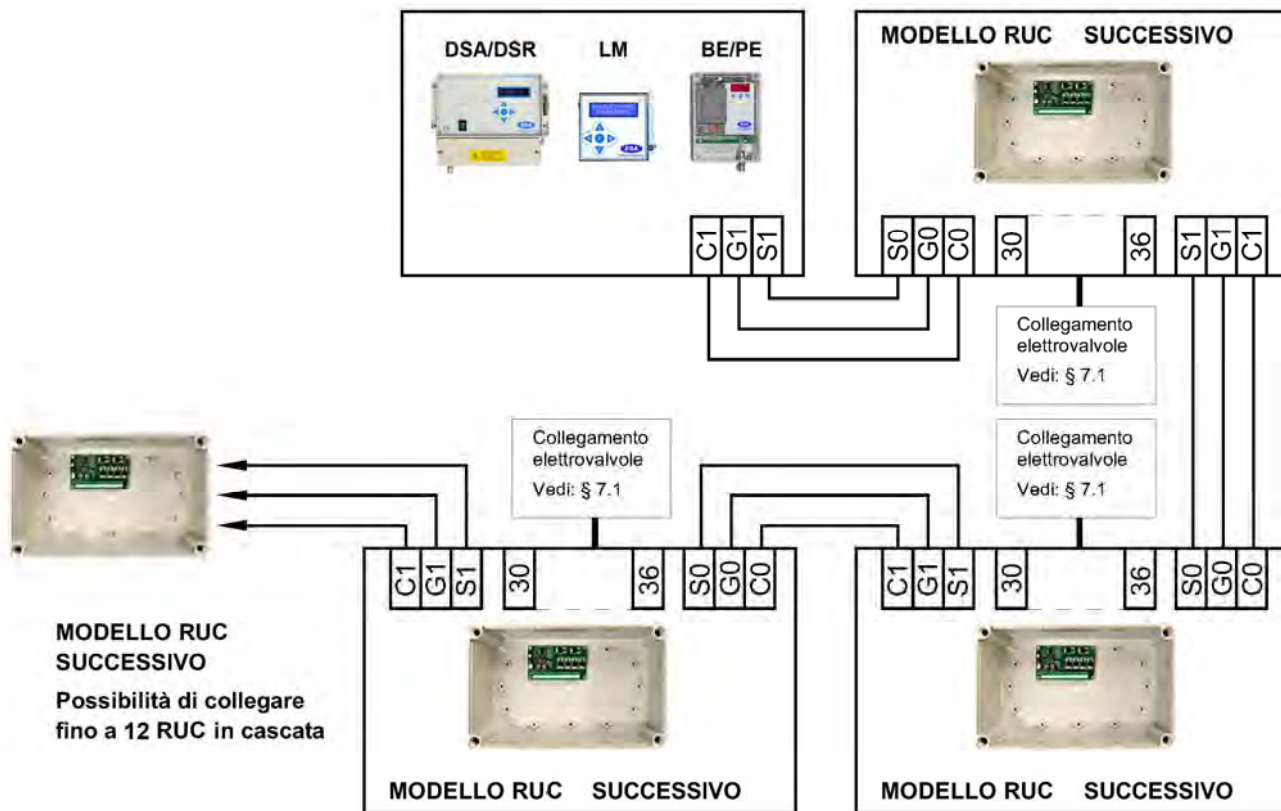 DSA/DSR LM BE/PE
C1 G1 S1
MODELLO RUC SUCCESSIVO
S0 G0 C0 30 36 S1 G1 C1
Collegamento
elettrovalvole
Vedi: § 7.1
Collegamento
elettrovalvole
Vedi: § 7.1
Collegamento
elettrovalvole
Vedi: § 7.1
C1 G1 S1 30 36 S0 G0 C0
C1 G1 S1 30 36 S0 G0 C0
MODELLO RUC
SUCCESSIVO
Possibilità di collegare
fino a 12 RUC in cascata
MODELLO RUC SUCCESSIVO
MODELLO RUC SUCCESSIVO